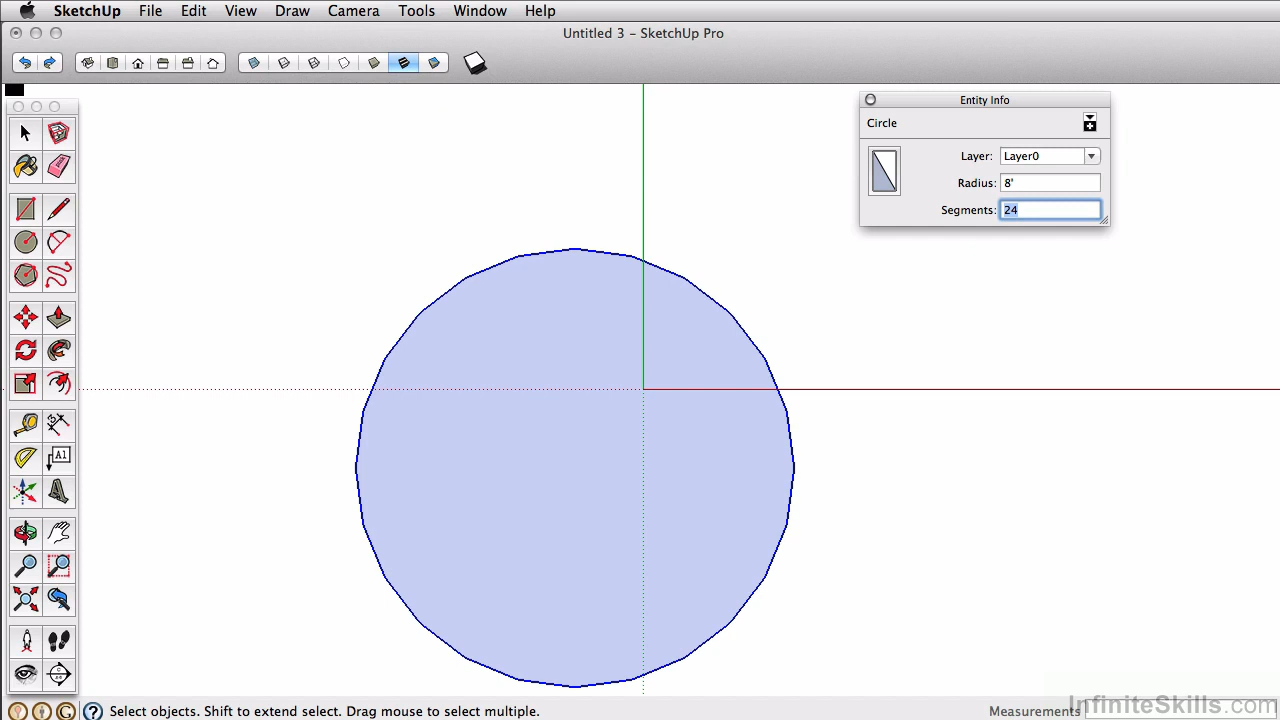 SketchUp File Edit View Draw Camera Tools Window Help
Untitled 3 - SketchUp Pro
Entity Info
Circle
Layer: Layer0
Radius: 8'
Segments: 24
A1
Select objects. Shift to extend select. Drag mouse to select multiple.
Measurements
InfiniteSkills.com